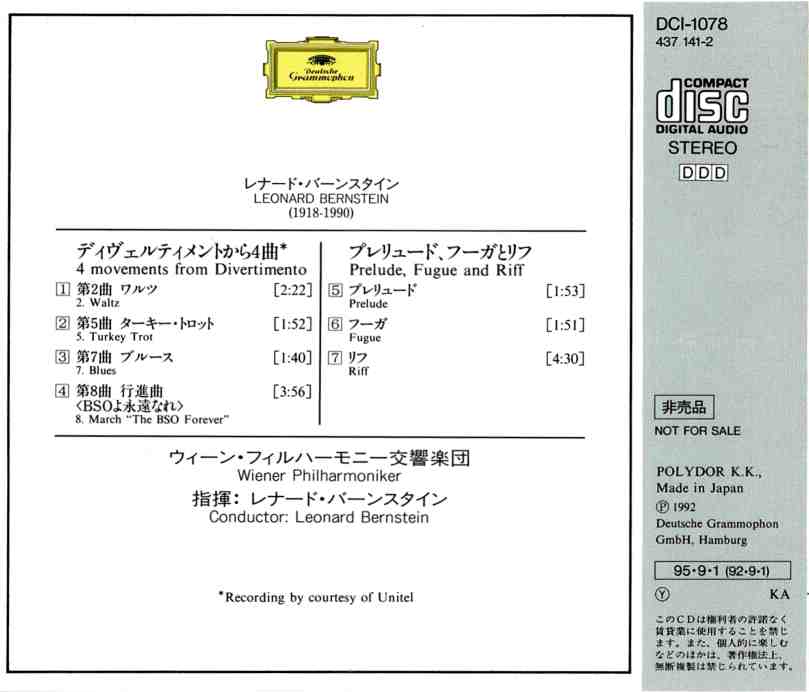 Deutsche
Grammophon
レナード・バーンスタイン
LEONARD BERNSTEIN
(1918-1990)
ディヴェルティメントから4曲*
4 movements from Divertimento
1 第2曲 ワルツ [2:22]
2. Waltz
2 第5曲 ターキー・トロット [1:52]
5. Turkey Trot
3 第7曲 ブルース [1:40]
7. Blues
4 第8曲 行進曲 [3:56]
〈BSOよ永遠なれ〉
8. March "The BSO Forever"
プレリュード、フーガとリフ
Prelude, Fugue and Riff
5 プレリュード [1:53]
Prelude
6 フーガ [1:51]
Fugue
7 リフ [4:30]
Riff
ウィーン・フィルハーモニー交響楽団
Wiener Philharmoniker
指揮: レナード・バーンスタイン
Conductor: Leonard Bernstein
*Recording by courtesy of Unitel
DCI-1078
437 141-2
COMPACT
disc
DIGITAL AUDIO
STEREO
DDD
非売品
NOT FOR SALE
POLYDOR K.K.,
Made in Japan
Ⓟ 1992
Deutsche Grammophon
GmbH, Hamburg
95・9・1 (92・9・1)
Ⓨ KA
このCDは権利者の許諾なく
賃貸業に使用することを禁じ
ます。また、個人的に楽しむ
などのほかは、著作権法上、
無断複製は禁じられています。